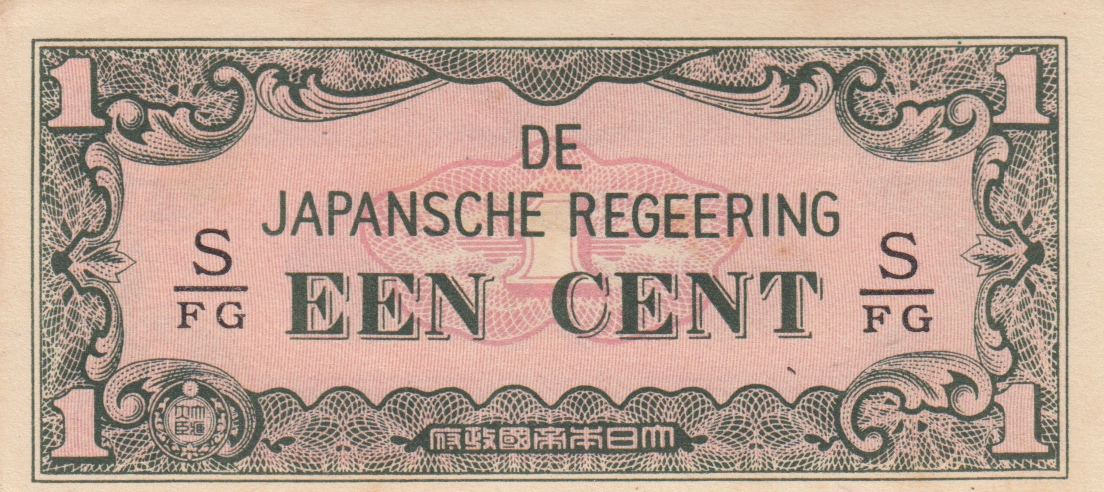 1 1
DE
JAPANSCHE REGEERING
S
FG
EEN CENT
S
FG
1 1
府政國帝本日大